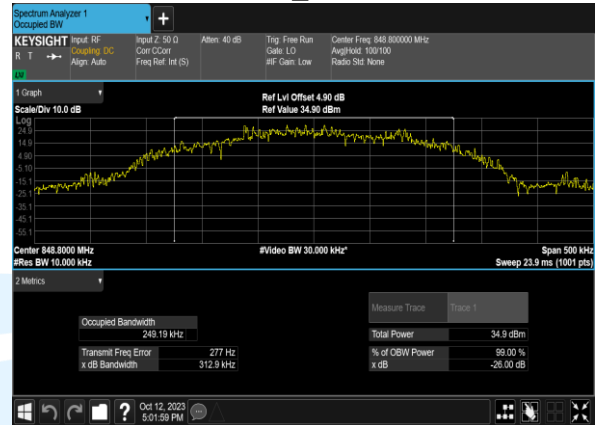 Spectrum Analyzer 1
Occupied BW
+
KEYSIGHT Input: RF Input Z: 50 Ω Atten: 40 dB Trig: Free Run Center Freq: 848.800000 MHz
R T Coupling: DC Corr CCorr Gate: LO Avg|Hold: 100/100
Align: Auto Freq Ref: Int (S) #IF Gain: Low Radio Std: None
LVI
1 Graph
Ref Lvl Offset 4.90 dB
Scale/Div 10.0 dB Ref Value 34.90 dBm
Log
24.9
14.9
4.90
-5.10
-15.1
-25.1
-35.1
-45.1
-55.1
Center 848.8000 MHz #Video BW 30.000 kHz* Span 500 kHz
#Res BW 10.000 kHz Sweep 23.9 ms (1001 pts)
2 Metrics
Measure Trace Trace 1
Occupied Bandwidth
249.19 kHz Total Power 34.9 dBm
Transmit Freq Error 277 Hz % of OBW Power 99.00 %
x dB Bandwidth 312.9 kHz x dB -26.00 dB
? Oct 12, 2023
5:01:59 PM